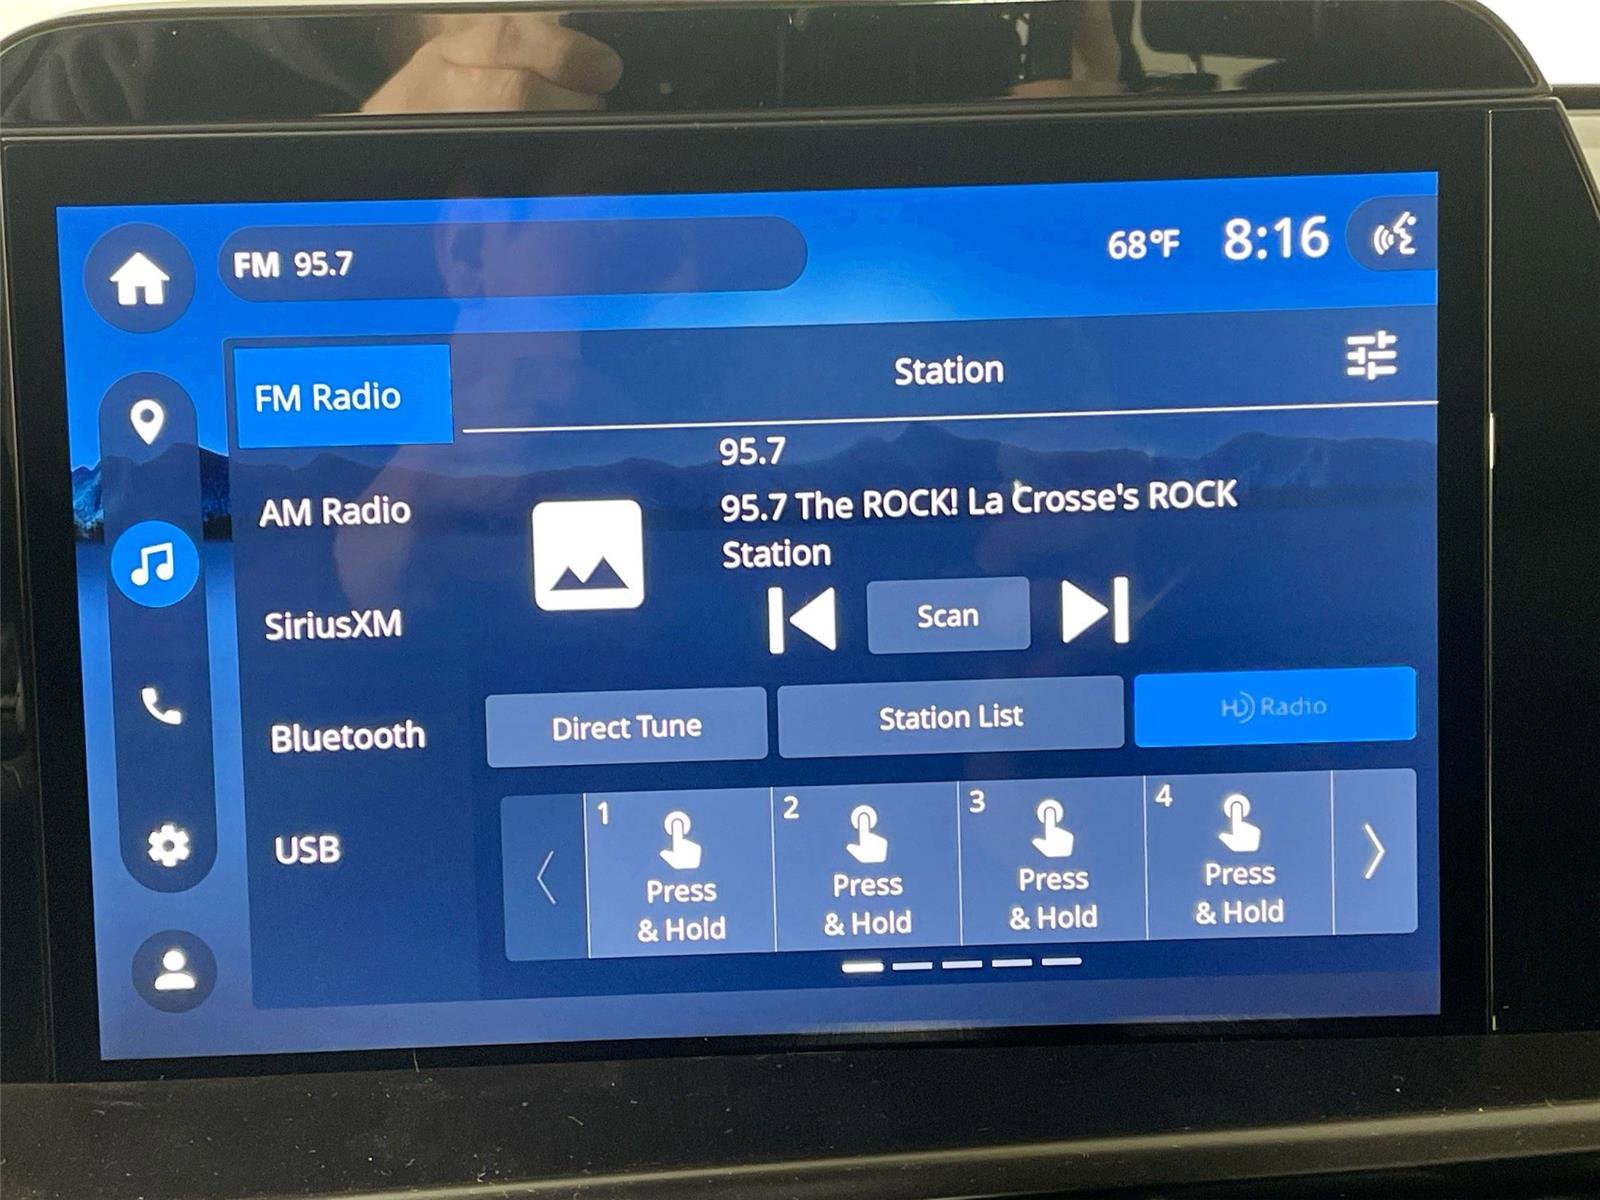 FM 95.7
68°F 8:16
FM Radio
Station
95.7
AM Radio
95.7 The ROCK! La Crosse's ROCK
Station
SiriusXM
Scan
Bluetooth
Direct Tune
Station List
HD Radio
USB
1
2
3
4
Press
& Hold
Press
& Hold
Press
& Hold
Press
& Hold